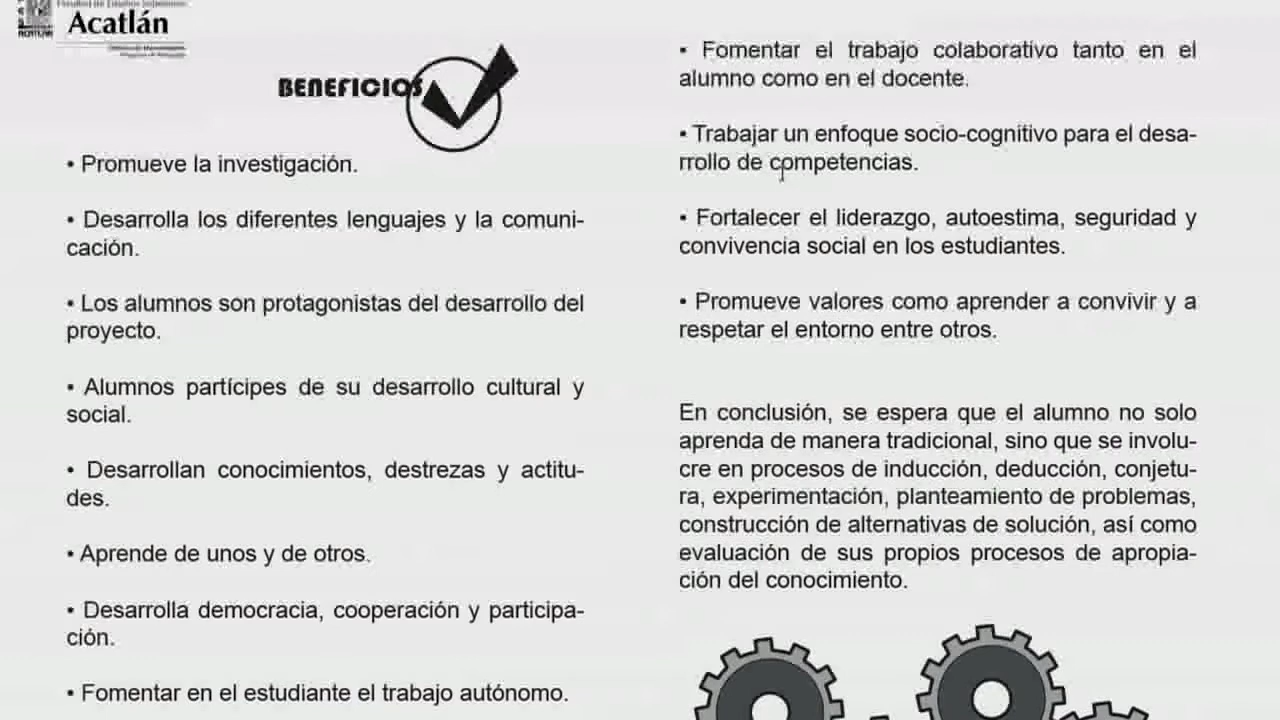 Acatlán
BENEFICIOS
• Promueve la investigación.
• Desarrolla los diferentes lenguajes y la comuni-
cación.
• Los alumnos son protagonistas del desarrollo del
proyecto.
• Alumnos partícipes de su desarrollo cultural y
social.
• Desarrollan conocimientos, destrezas y actitu-
des.
• Aprende de unos y de otros.
• Desarrolla democracia, cooperación y participa-
ción.
• Fomentar en el estudiante el trabajo autónomo.
• Fomentar el trabajo colaborativo tanto en el
alumno como en el docente.
• Trabajar un enfoque socio-cognitivo para el desa-
rrollo de competencias.
• Fortalecer el liderazgo, autoestima, seguridad y
convivencia social en los estudiantes.
• Promueve valores como aprender a convivir y a
respetar el entorno entre otros.
En conclusión, se espera que el alumno no solo
aprenda de manera tradicional, sino que se involu-
cre en procesos de inducción, deducción, conjetu-
ra, experimentación, planteamiento de problemas,
construcción de alternativas de solución, así como
evaluación de sus propios procesos de apropia-
ción del conocimiento.